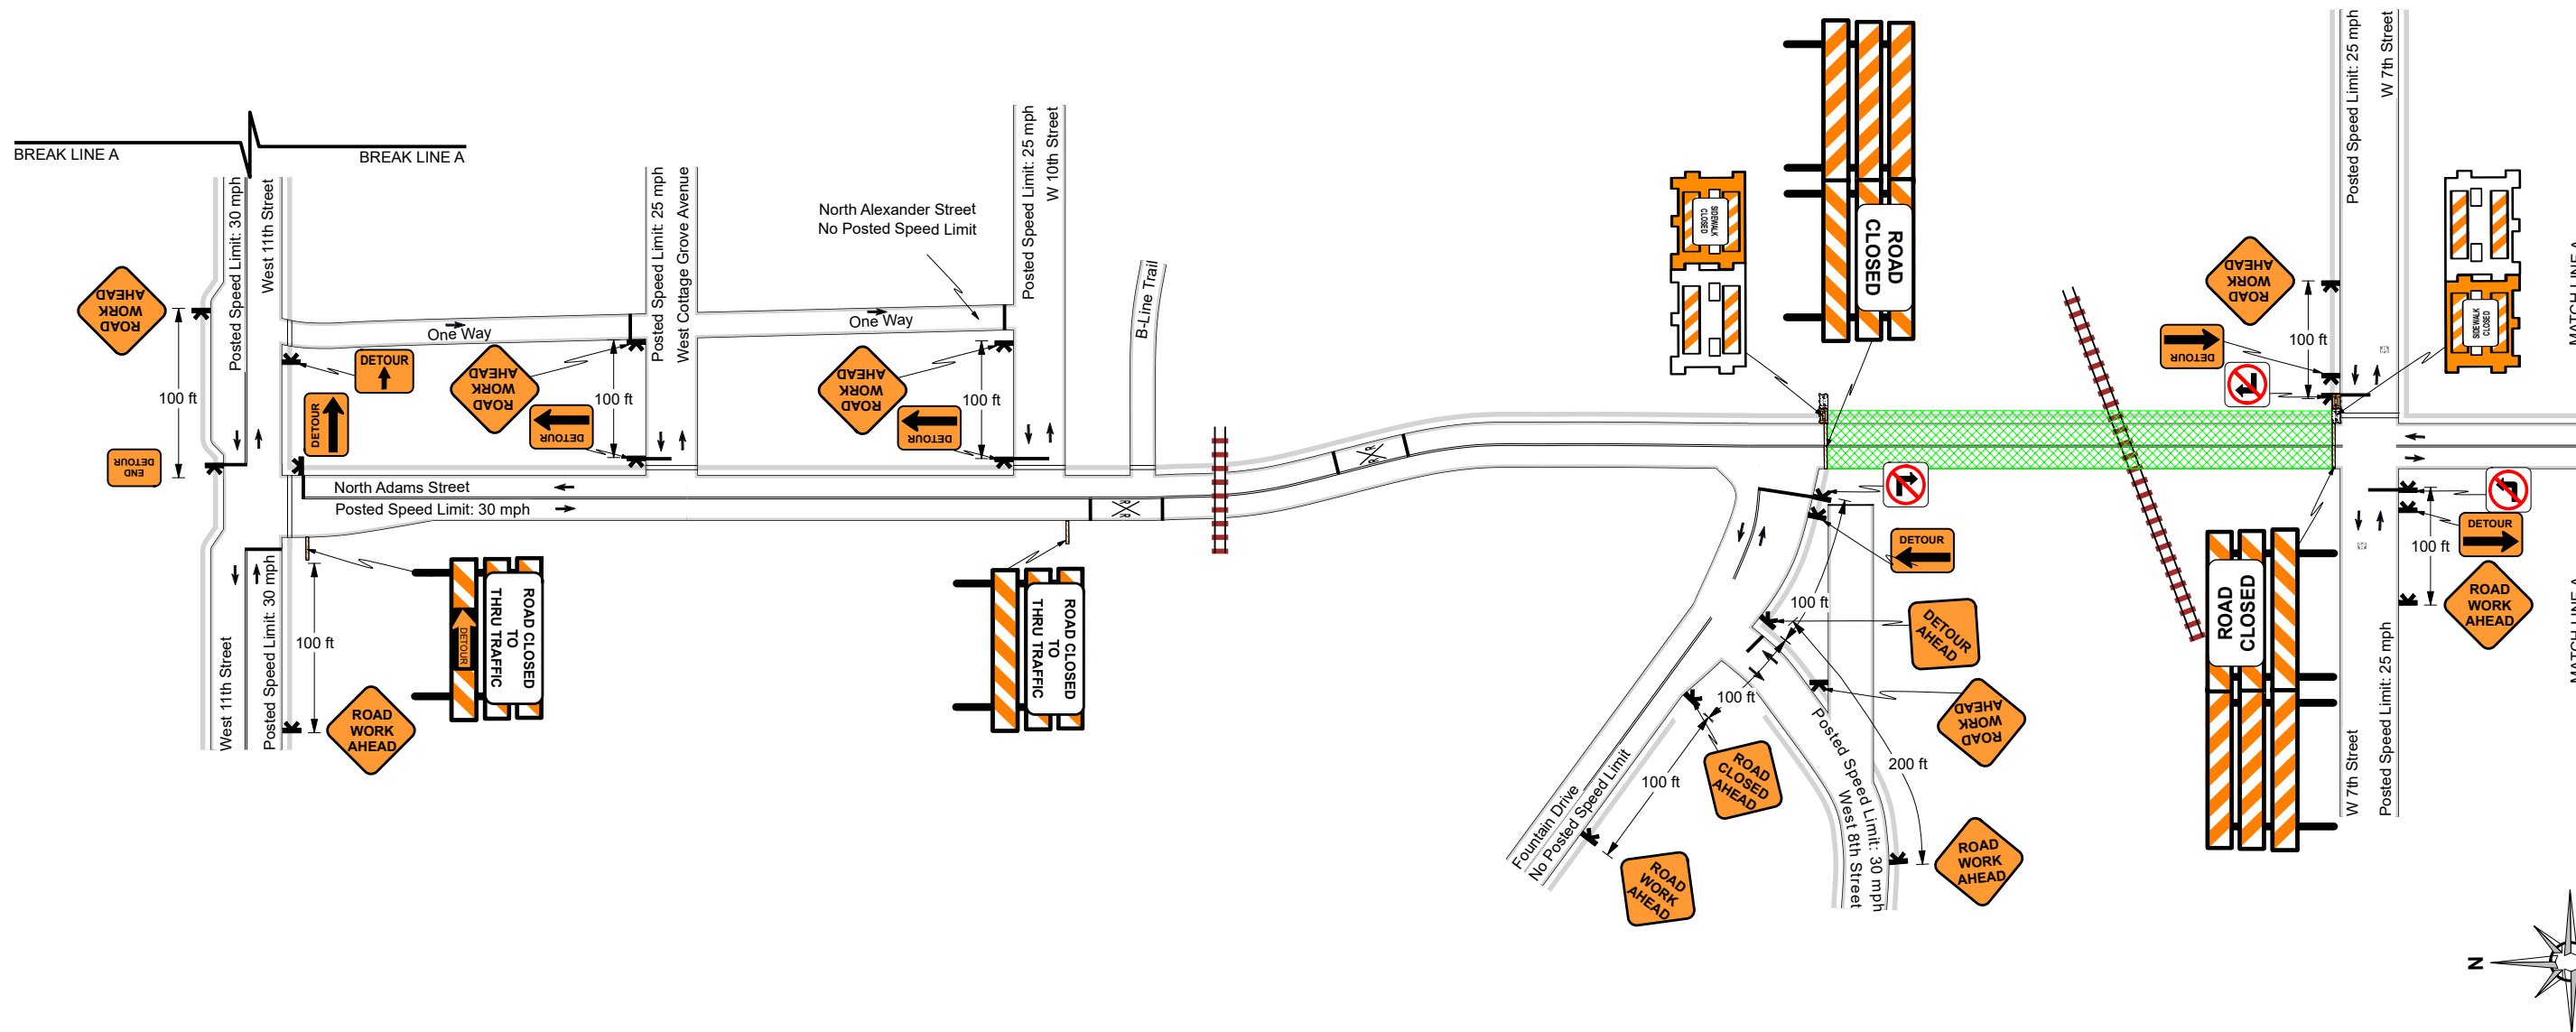 BREAK LINE A
BREAK LINE A
Posted Speed Limit: 30 mph
West 11th Street
ROAD
WORK
AHEAD
100 ft
END
DETOUR
One Way
DETOUR
DETOUR
ROAD
WORK
AHEAD
DETOUR
100 ft
Posted Speed Limit: 25 mph
West Cottage Grove Avenue
North Alexander Street
No Posted Speed Limit
One Way
ROAD
WORK
AHEAD
DETOUR
100 ft
Posted Speed Limit: 25 mph
W 10th Street
B-Line Trail
North Adams Street
Posted Speed Limit: 30 mph
R R
R R
West 11th Street
Posted Speed Limit: 30 mph
100 ft
ROAD
WORK
AHEAD
DETOUR
ROAD CLOSED
TO
THRU TRAFFIC
ROAD CLOSED
TO
THRU TRAFFIC
SIDEWALK
CLOSED
ROAD
CLOSED
DETOUR
100 ft
DETOUR
AHEAD
ROAD
WORK
AHEAD
100 ft
ROAD
CLOSED
AHEAD
100 ft
ROAD
WORK
AHEAD
Fountain Drive
No Posted Speed Limit
Posted Speed Limit: 30 mph
West 8th Street
200 ft
ROAD
WORK
AHEAD
Posted Speed Limit: 25 mph
W 7th Street
ROAD
WORK
AHEAD
DETOUR
100 ft
SIDEWALK
CLOSED
MATCH LINE A
DETOUR
100 ft
ROAD
WORK
AHEAD
ROAD
CLOSED
W 7th Street
Posted Speed Limit: 25 mph
MATCH LINE A
N